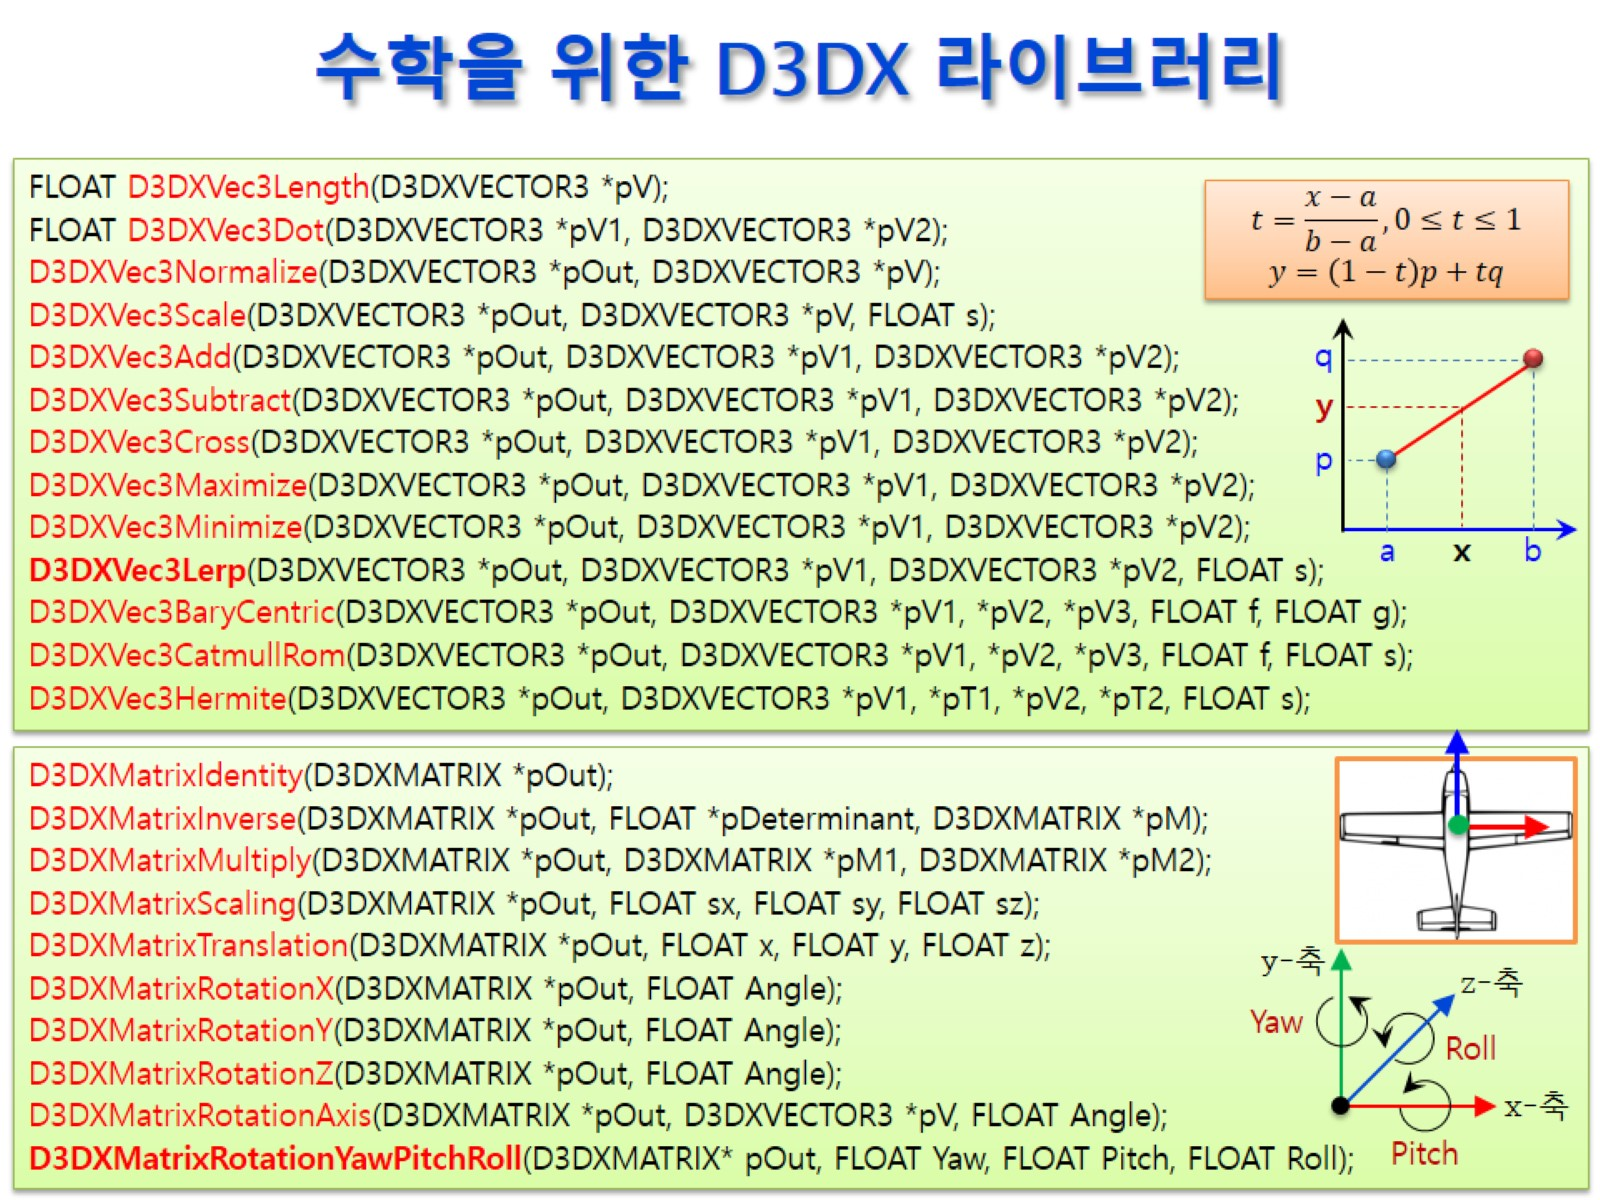 수학을 위한 D3DX 라이브러리
FLOAT D3DXVec3Length(D3DXVECTOR3 *pV);
FLOAT D3DXVec3Dot(D3DXVECTOR3 *pV1, D3DXVECTOR3 *pV2);
D3DXVec3Normalize(D3DXVECTOR3 *pOut, D3DXVECTOR3 *pV);
D3DXVec3Scale(D3DXVECTOR3 *pOut, D3DXVECTOR3 *pV, FLOAT s);
D3DXVec3Add(D3DXVECTOR3 *pOut, D3DXVECTOR3 *pV1, D3DXVECTOR3 *pV2);
D3DXVec3Subtract(D3DXVECTOR3 *pOut, D3DXVECTOR3 *pV1, D3DXVECTOR3 *pV2);
D3DXVec3Cross(D3DXVECTOR3 *pOut, D3DXVECTOR3 *pV1, D3DXVECTOR3 *pV2);
D3DXVec3Maximize(D3DXVECTOR3 *pOut, D3DXVECTOR3 *pV1, D3DXVECTOR3 *pV2);
D3DXVec3Minimize(D3DXVECTOR3 *pOut, D3DXVECTOR3 *pV1, D3DXVECTOR3 *pV2);
D3DXVec3Lerp(D3DXVECTOR3 *pOut, D3DXVECTOR3 *pV1, D3DXVECTOR3 *pV2, FLOAT s);
D3DXVec3BaryCentric(D3DXVECTOR3 *pOut, D3DXVECTOR3 *pV1, *pV2, *pV3, FLOAT f, FLOAT g);
D3DXVec3CatmullRom(D3DXVECTOR3 *pOut, D3DXVECTOR3 *pV1, *pV2, *pV3, FLOAT f, FLOAT s);
D3DXVec3Hermite(D3DXVECTOR3 *pOut, D3DXVECTOR3 *pV1, *pT1, *pV2, *pT2, FLOAT s);
t = (x − a)/(b − a), 0 ≤ t ≤ 1
y = (1 − t)p + tq
q
y
p
a x b
D3DXMatrixIdentity(D3DXMATRIX *pOut);
D3DXMatrixInverse(D3DXMATRIX *pOut, FLOAT *pDeterminant, D3DXMATRIX *pM);
D3DXMatrixMultiply(D3DXMATRIX *pOut, D3DXMATRIX *pM1, D3DXMATRIX *pM2);
D3DXMatrixScaling(D3DXMATRIX *pOut, FLOAT sx, FLOAT sy, FLOAT sz);
D3DXMatrixTranslation(D3DXMATRIX *pOut, FLOAT x, FLOAT y, FLOAT z);
D3DXMatrixRotationX(D3DXMATRIX *pOut, FLOAT Angle);
D3DXMatrixRotationY(D3DXMATRIX *pOut, FLOAT Angle);
D3DXMatrixRotationZ(D3DXMATRIX *pOut, FLOAT Angle);
D3DXMatrixRotationAxis(D3DXMATRIX *pOut, D3DXVECTOR3 *pV, FLOAT Angle);
D3DXMatrixRotationYawPitchRoll(D3DXMATRIX* pOut, FLOAT Yaw, FLOAT Pitch, FLOAT Roll);
y-축
z-축
Yaw
Roll
x-축
Pitch